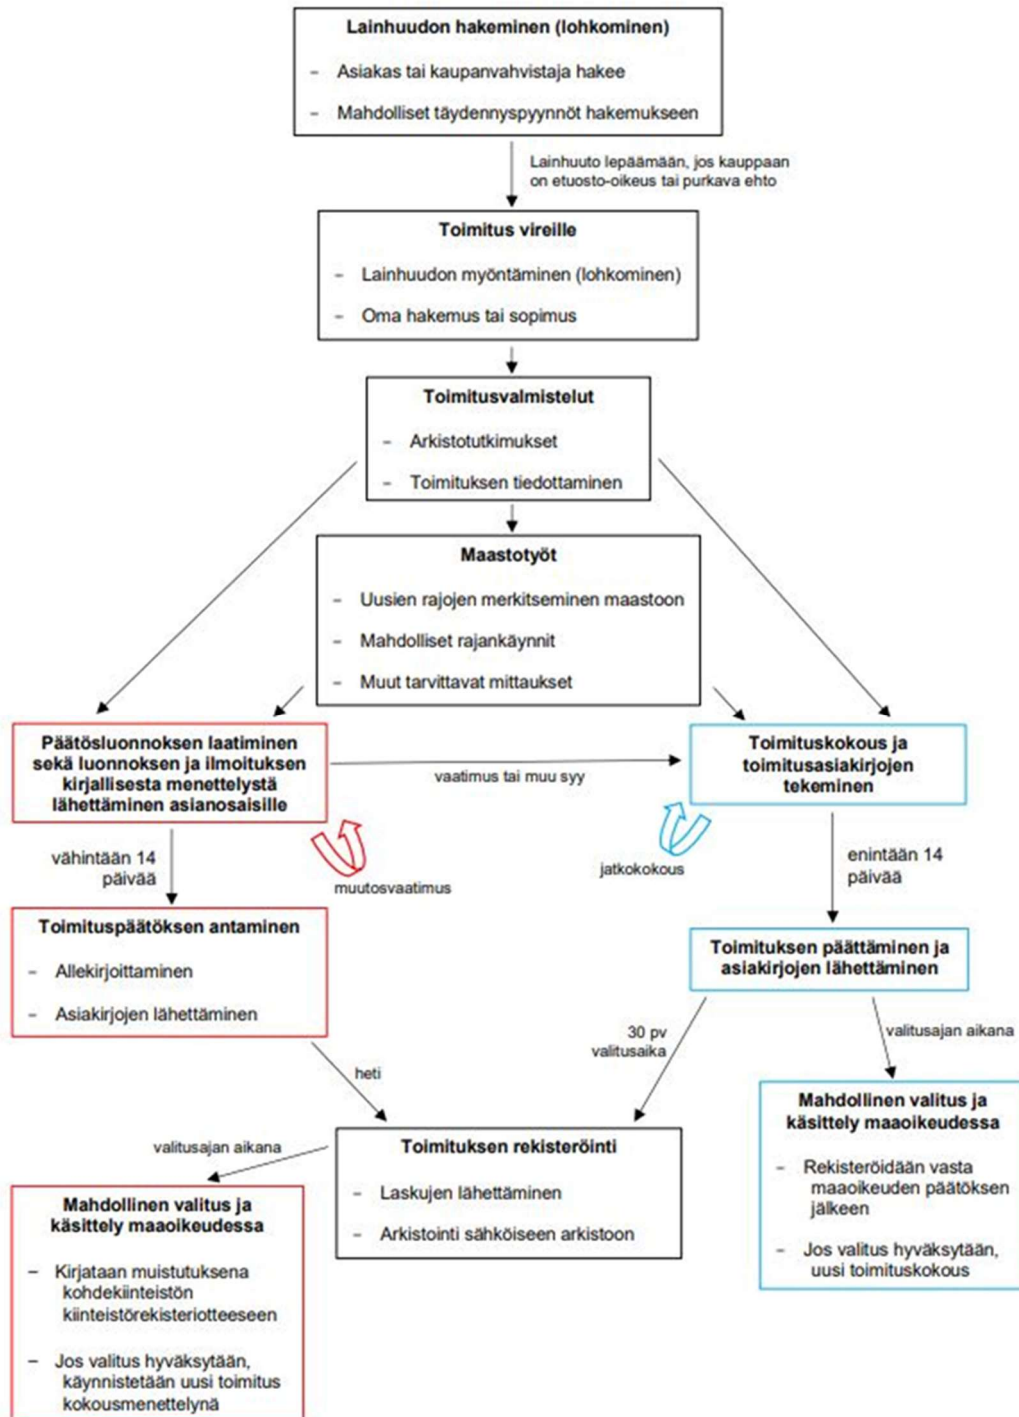 Lainhuudon hakeminen (lohkominen)
– Asiakas tai kaupanvahvistaja hakee
– Mahdolliset täydennyspyynnöt hakemukseen
Lainhuuto lepäämään, jos kauppaan
on etuosto-oikeus tai purkava ehto
Toimitus vireille
– Lainhuudon myöntäminen (lohkominen)
– Oma hakemus tai sopimus
Toimitusvalmistelut
– Arkistotutkimukset
– Toimituksen tiedottaminen
Maastotyöt
– Uusien rajojen merkitseminen maastoon
– Mahdolliset rajankäynnit
– Muut tarvittavat mittaukset
Päätösluonnoksen laatiminen
sekä luonnoksen ja ilmoituksen
kirjallisesta menettelystä
lähettäminen asianosaisille
vaatimus tai muu syy
Toimituskokous ja
toimitusasiakirjojen
tekeminen
vähintään 14
päivää
muutosvaatimus
jatkokokous
enintään 14
päivää
Toimituspäätöksen antaminen
– Allekirjoittaminen
– Asiakirjojen lähettäminen
Toimituksen päättäminen ja
asiakirjojen lähettäminen
heti
30 pv
valitusaika
valitusajan aikana
Mahdollinen valitus ja
käsittely maaoikeudessa
– Rekisteröidään vasta
maaoikeuden päätöksen
jälkeen
– Jos valitus hyväksytään,
uusi toimituskokous
Toimituksen rekisteröinti
– Laskujen lähettäminen
– Arkistointi sähköiseen arkistoon
valitusajan aikana
Mahdollinen valitus ja
käsittely maaoikeudessa
– Kirjataan muistutuksena
kohdekiinteistön
kiinteistörekisteriotteeseen
– Jos valitus hyväksytään,
käynnistetään uusi toimitus
kokousmenettelynä